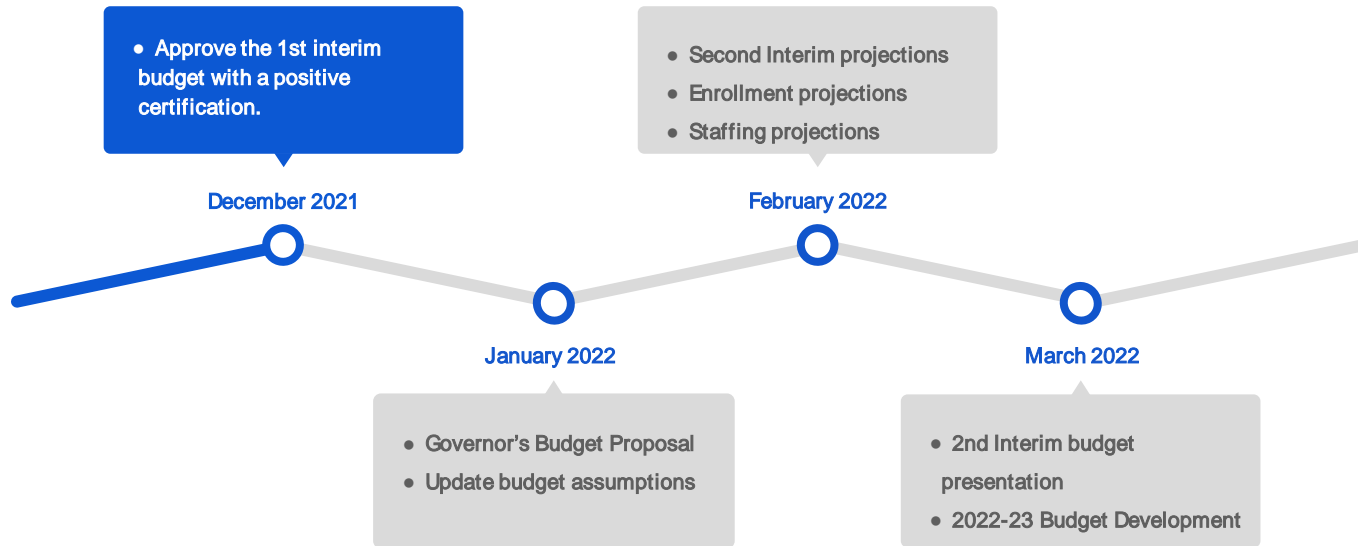 ● Approve the 1st interim
budget with a positive
certification.
December 2021
● Second Interim projections
● Enrollment projections
● Staffing projections
February 2022
January 2022
● Governor’s Budget Proposal
● Update budget assumptions
March 2022
● 2nd Interim budget
presentation
● 2022-23 Budget Development